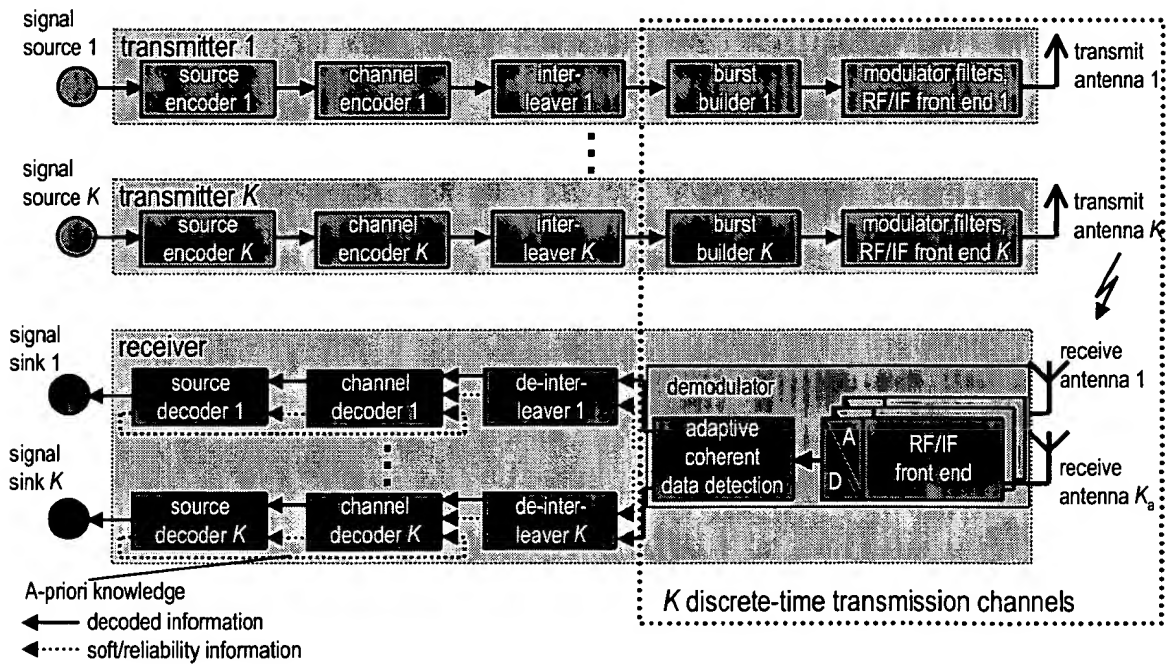 signal
source 1
transmitter 1
source
encoder 1
channel
encoder 1
inter-
leaver 1
burst
builder 1
modulator, filters,
RF/IF front end 1
transmit
antenna 1
signal
source K
transmitter K
source
encoder K
channel
encoder K
inter-
leaver K
burst
builder K
modulator, filters,
RF/IF front end K
transmit
antenna K
signal
sink 1
receiver
source
decoder 1
channel
decoder 1
de-inter-
leaver 1
demodulator
adaptive
coherent
data detection
A
D
RF/IF
front end
receive
antenna 1
signal
sink K
source
decoder K
channel
decoder K
de-inter-
leaver K
receive
antenna Ka
A-priori knowledge
decoded information
soft/reliability information
K discrete-time transmission channels